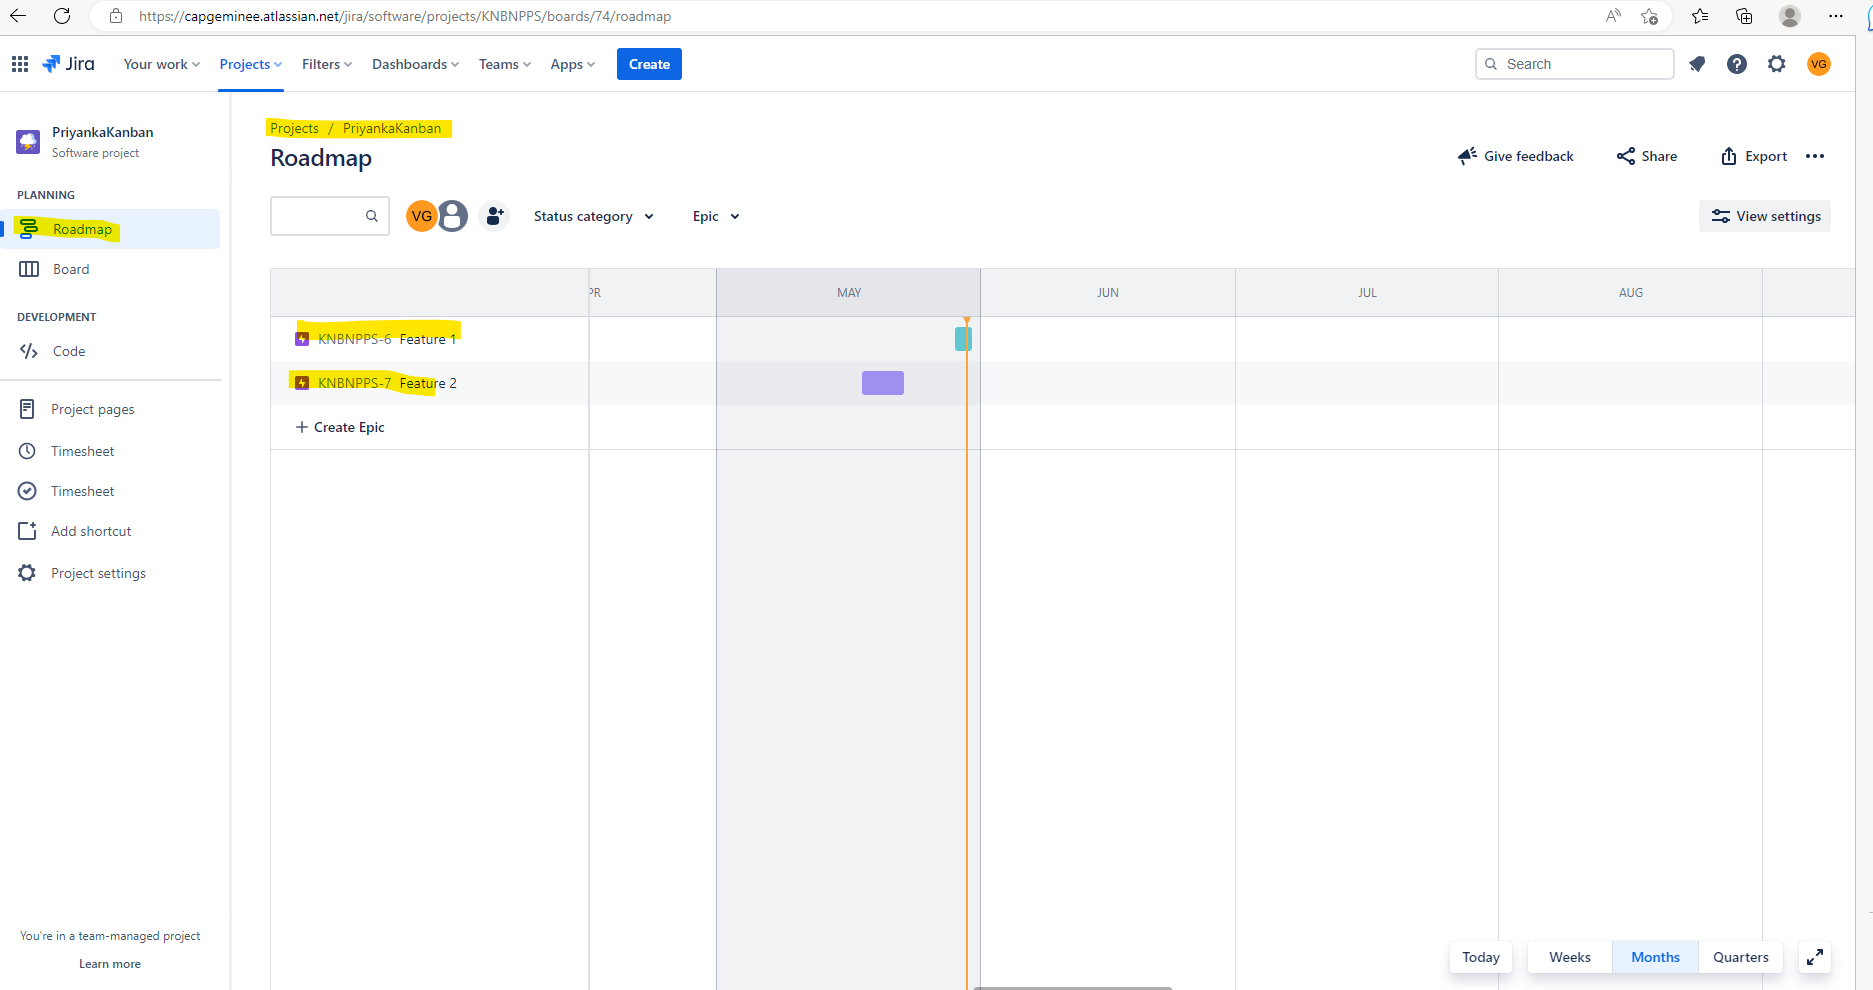 https://capgeminee.atlassian.net/jira/software/projects/KNBNPPS/boards/74/roadmap
Jira
Your work
Projects
Filters
Dashboards
Teams
Apps
Create
Search
VG
PriyankaKanban
Software project
PLANNING
Roadmap
Board
DEVELOPMENT
Code
Project pages
Timesheet
Timesheet
Add shortcut
Project settings
You're in a team-managed project
Learn more
Projects / PriyankaKanban
Roadmap
Give feedback
Share
Export
VG
Status category
Epic
View settings
PR
MAY
JUN
JUL
AUG
KNBNPPS-6 Feature 1
KNBNPPS-7 Feature 2
+ Create Epic
Today
Weeks
Months
Quarters